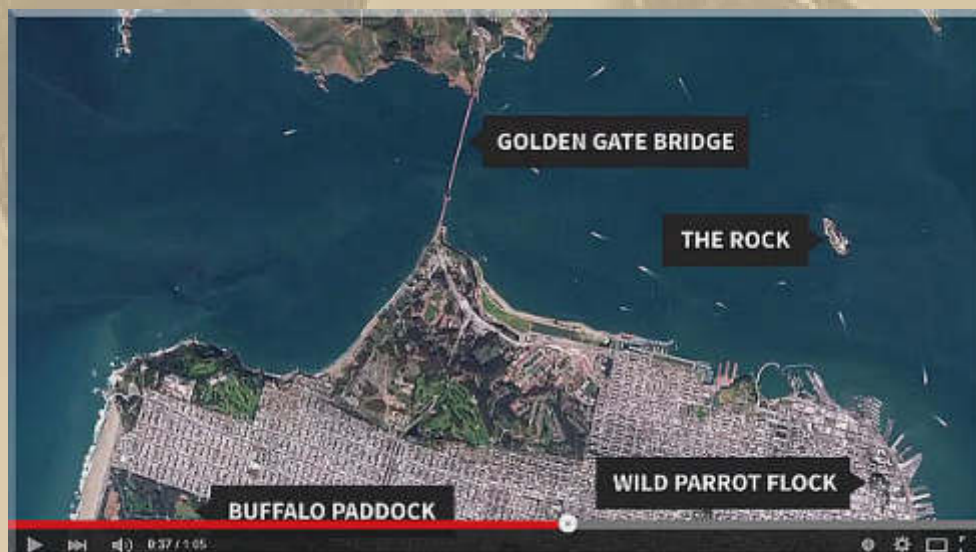 GOLDEN GATE BRIDGE
THE ROCK
WILD PARROT FLOCK
BUFFALO PADDOCK
0:37 / 1:05